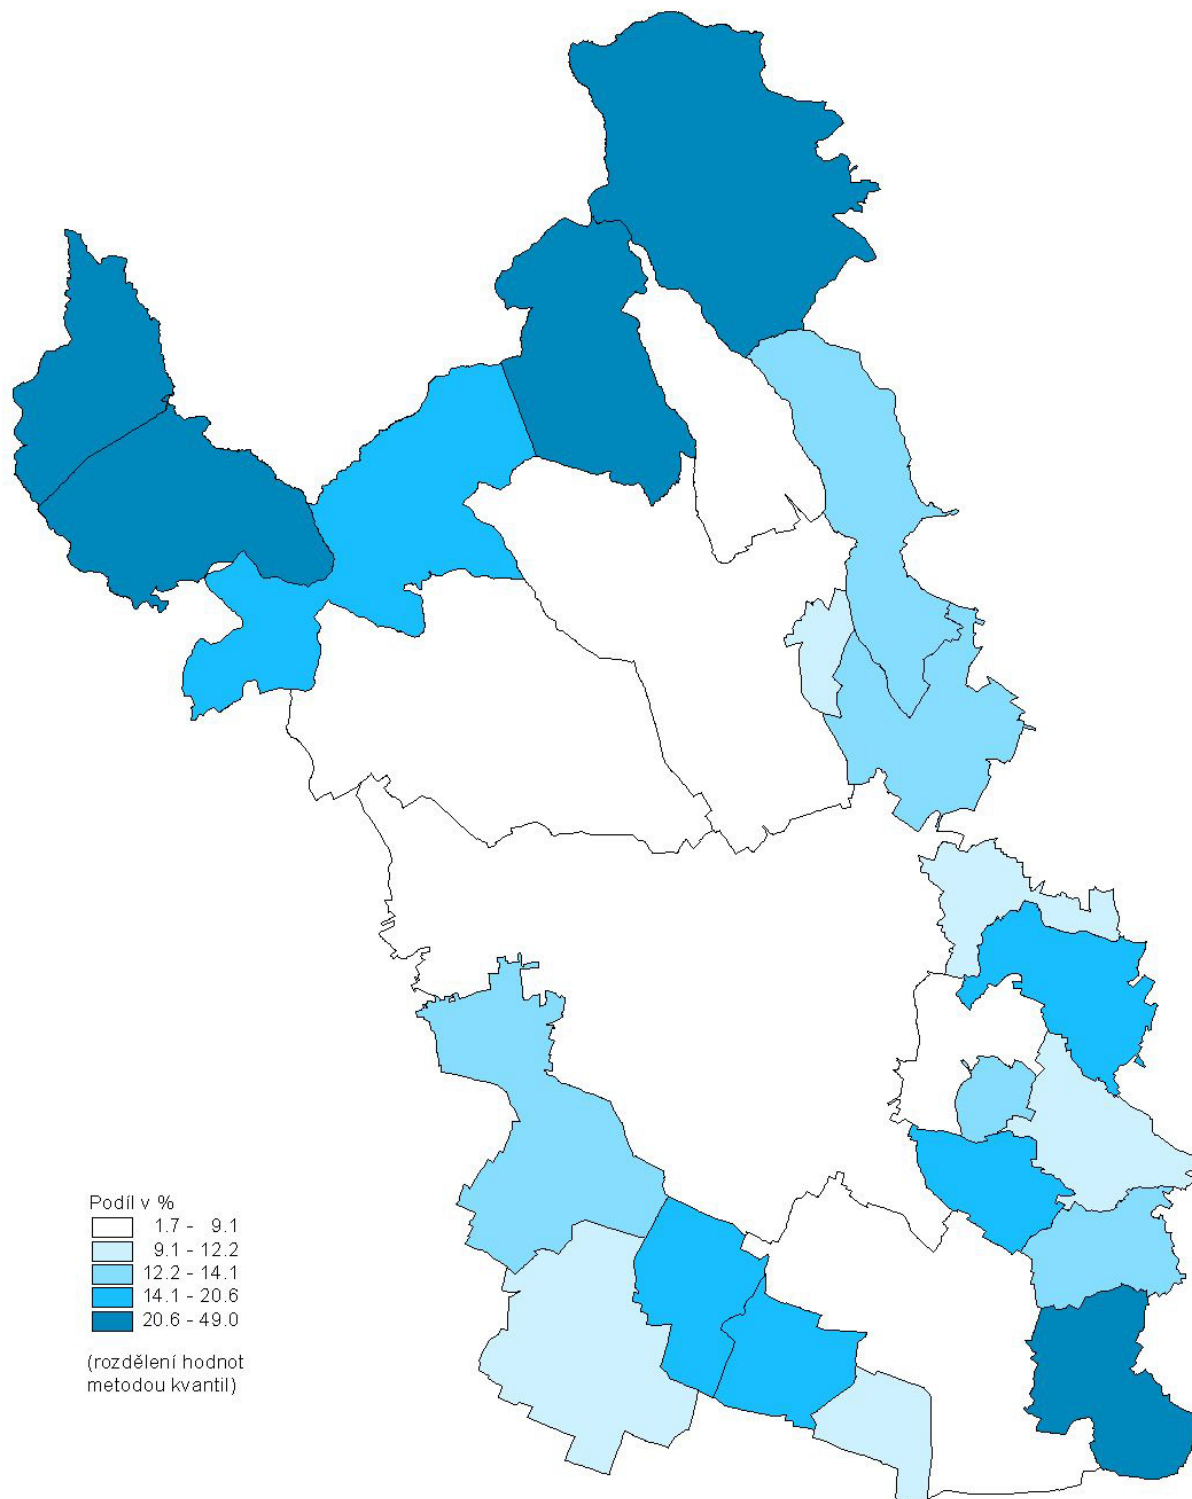 Podíl v %
1.7 - 9.1
9.1 - 12.2
12.2 - 14.1
14.1 - 20.6
20.6 - 49.0
(rozdělení hodnot
metodou kvantil)